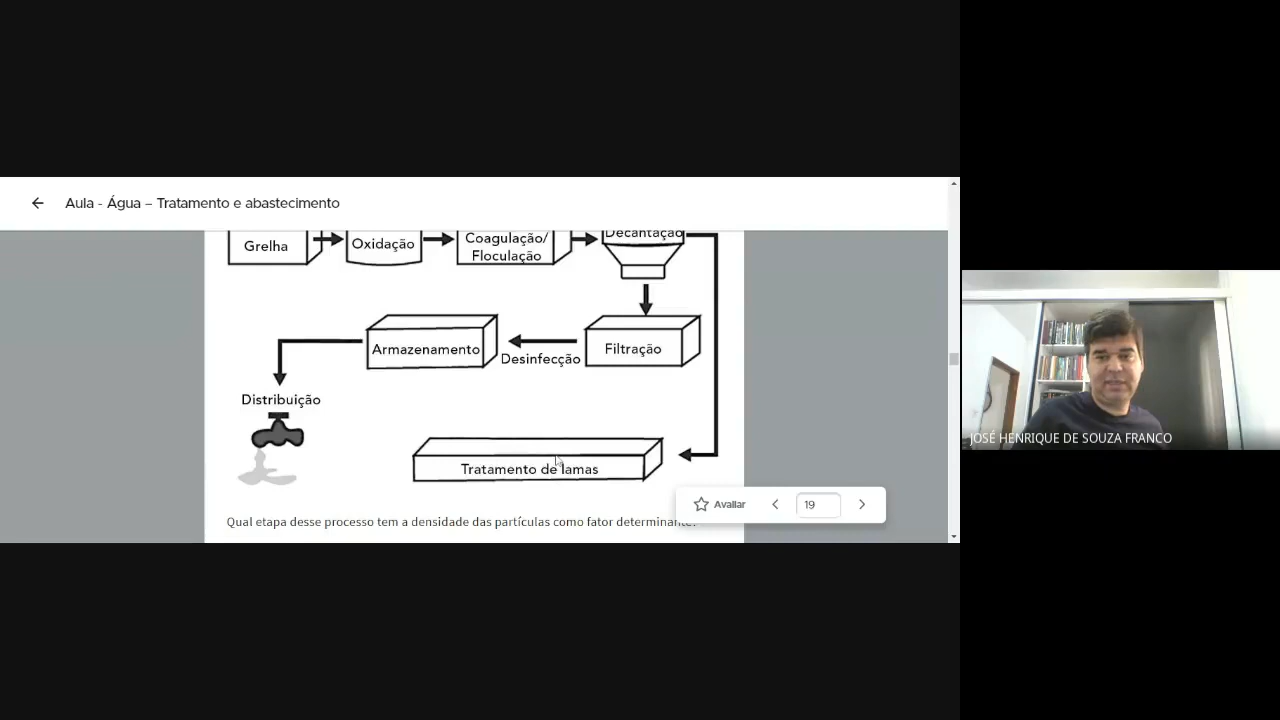 Aula - Água – Tratamento e abastecimento
Grelha
Oxidação
Coagulação/
Floculação
Decantação
Armazenamento
Desinfecção
Filtração
Distribuição
Tratamento de lamas
Avaliar
19
Qual etapa desse processo tem a densidade das partículas como fator determinante?
JOSÉ HENRIQUE DE SOUZA FRANCO